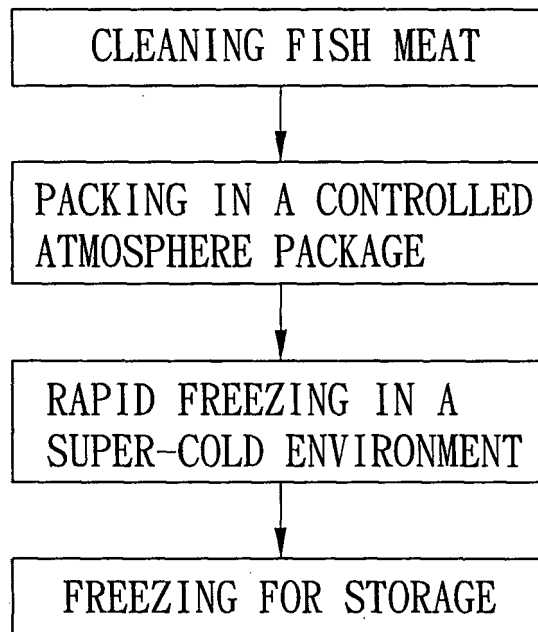 CLEANING FISH MEAT
PACKING IN A CONTROLLED
ATMOSPHERE PACKAGE
RAPID FREEZING IN A
SUPER-COLD ENVIRONMENT
FREEZING FOR STORAGE